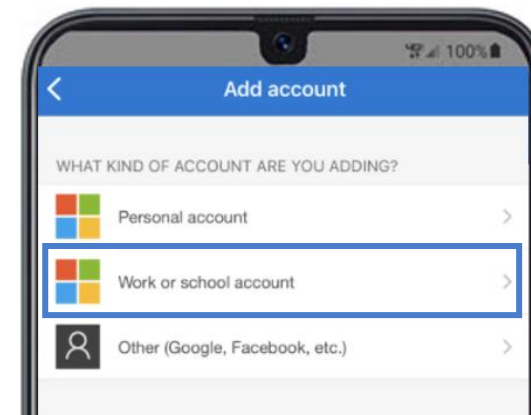 100%
Add account
WHAT KIND OF ACCOUNT ARE YOU ADDING?
Personal account
Work or school account
Other (Google, Facebook, etc.)